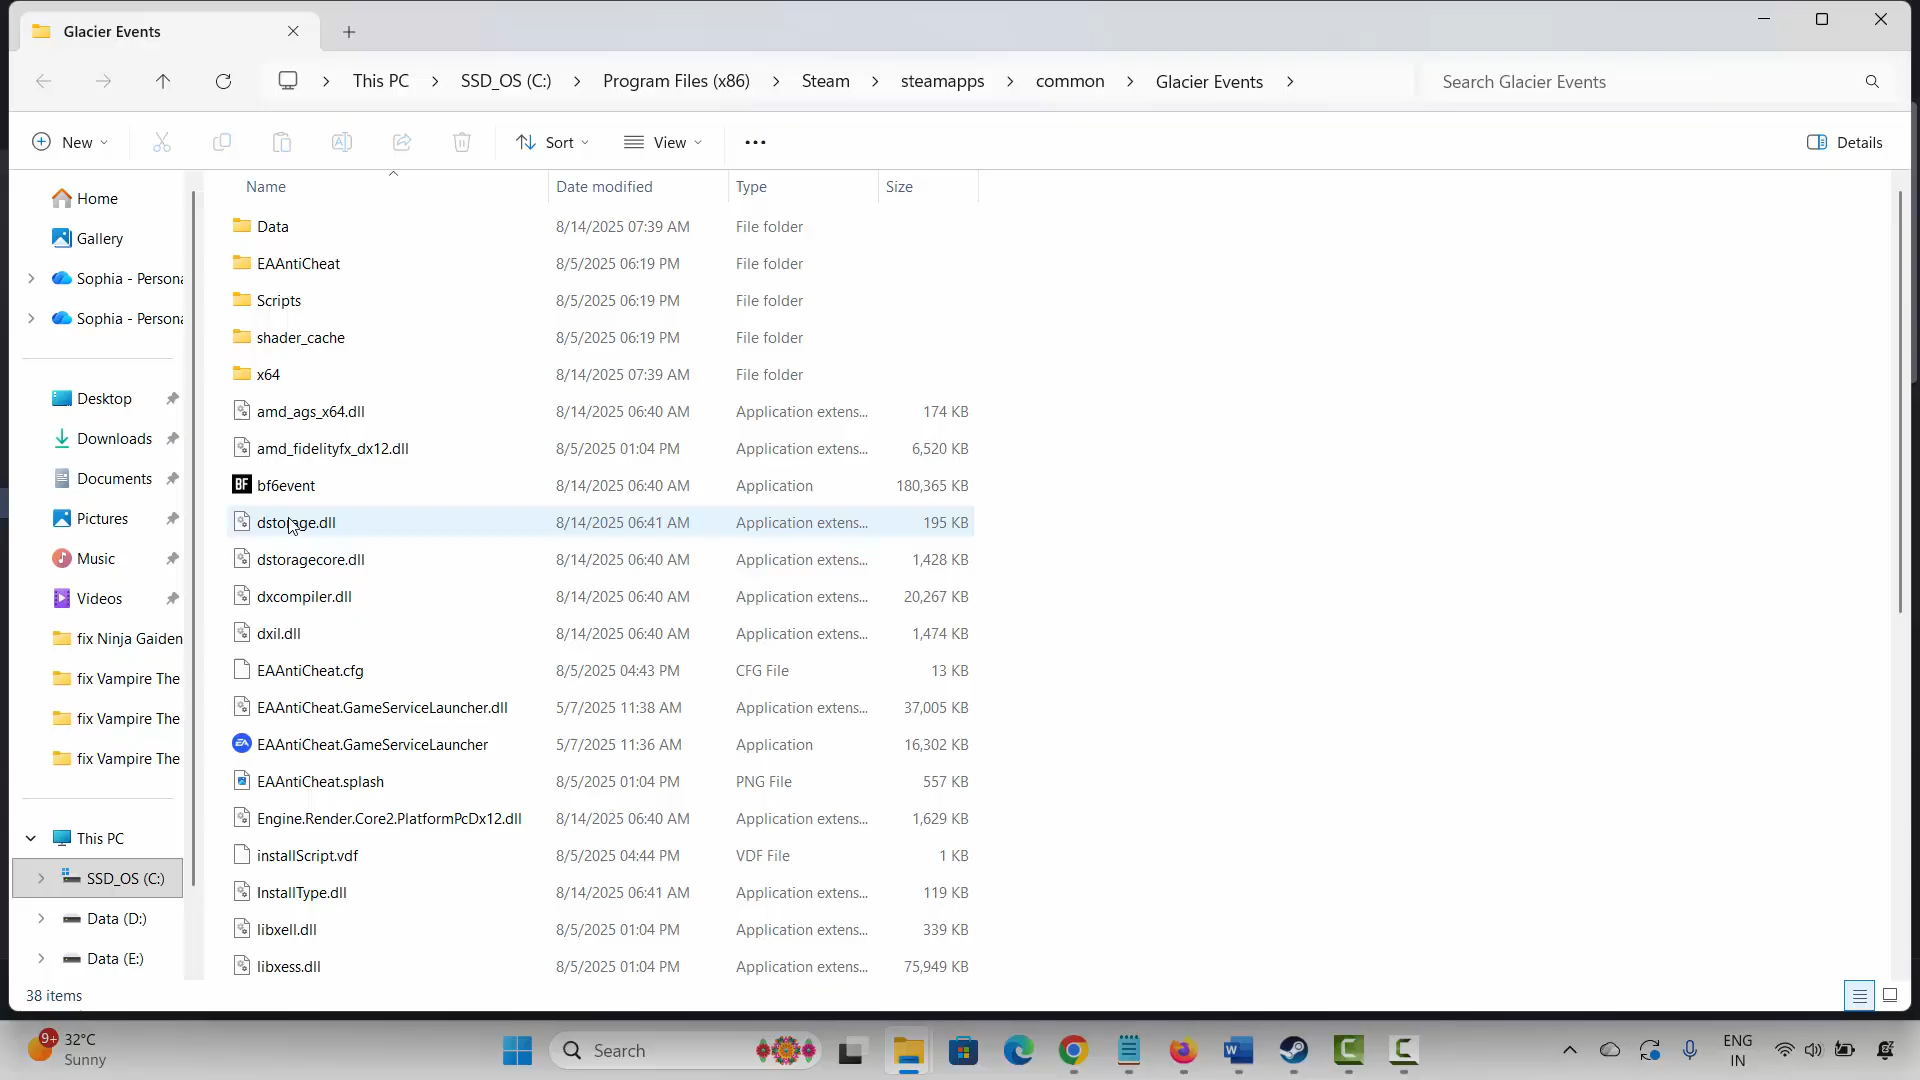 Glacier Events
This PC
SSD_OS (C:)
Program Files (x86)
Steam
steamapps
common
Glacier Events
Search Glacier Events
New
Sort
View
Details
Name
Date modified
Type
Size
Home
Gallery
Sophia - Persona
Sophia - Persona
Desktop
Downloads
Documents
Pictures
Music
Videos
fix Ninja Gaiden
fix Vampire The
fix Vampire The
fix Vampire The
This PC
SSD_OS (C:)
Data (D:)
Data (E:)
Data 8/14/2025 07:39 AM File folder
EAAntiCheat 8/5/2025 06:19 PM File folder
Scripts 8/5/2025 06:19 PM File folder
shader_cache 8/5/2025 06:19 PM File folder
x64 8/14/2025 07:39 AM File folder
amd_ags_x64.dll 8/14/2025 06:40 AM Application extens... 174 KB
amd_fidelityfx_dx12.dll 8/5/2025 01:04 PM Application extens... 6,520 KB
BF bf6event 8/14/2025 06:40 AM Application 180,365 KB
dstorage.dll 8/14/2025 06:41 AM Application extens... 195 KB
dstoragecore.dll 8/14/2025 06:40 AM Application extens... 1,428 KB
dxcompiler.dll 8/14/2025 06:40 AM Application extens... 20,267 KB
dxil.dll 8/14/2025 06:40 AM Application extens... 1,474 KB
EAAntiCheat.cfg 8/5/2025 04:43 PM CFG File 13 KB
EAAntiCheat.GameServiceLauncher.dll 5/7/2025 11:38 AM Application extens... 37,005 KB
EA EAAntiCheat.GameServiceLauncher 5/7/2025 11:36 AM Application 16,302 KB
EAAntiCheat.splash 8/5/2025 01:04 PM PNG File 557 KB
Engine.Render.Core2.PlatformPcDx12.dll 8/14/2025 06:40 AM Application extens... 1,629 KB
installScript.vdf 8/5/2025 04:44 PM VDF File 1 KB
InstallType.dll 8/14/2025 06:41 AM Application extens... 119 KB
libxell.dll 8/5/2025 01:04 PM Application extens... 339 KB
libxess.dll 8/5/2025 01:04 PM Application extens... 75,949 KB
38 items
9+
32°C
Sunny
Search
W
C
C
ENG
IN